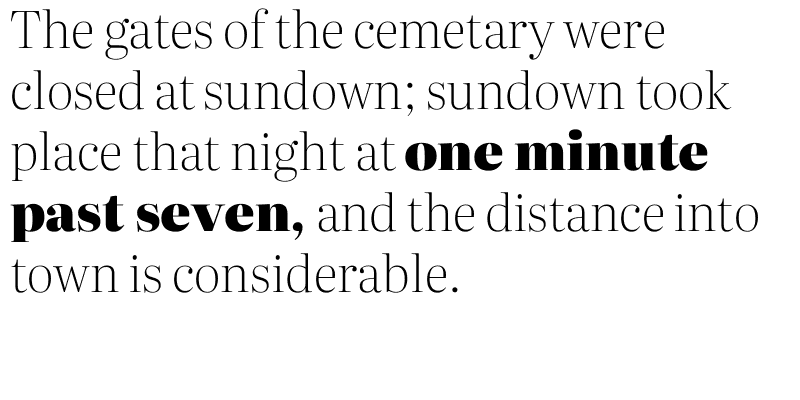 The gates of the cemetary were
closed at sundown; sundown took
place that night at one minute
past seven, and the distance into
town is considerable.